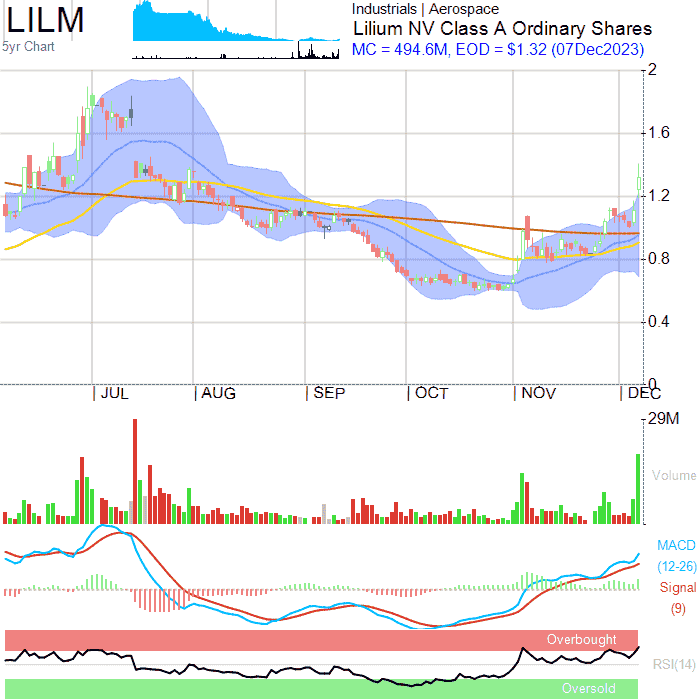 LILM
5yr Chart
Industrials | Aerospace
Lilium NV Class A Ordinary Shares
MC = 494.6M, EOD = $1.32 (07Dec2023)
2
1.6
1.2
0.8
0.4
0
JUL AUG SEP OCT NOV DEC
29M
Volume
MACD
(12-26)
Signal
(9)
Overbought
RSI(14)
Oversold